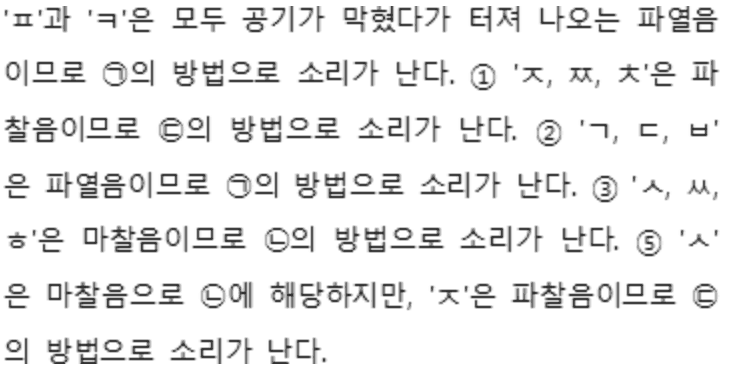 'ㅍ'과 'ㅋ'은 모두 공기가 막혔다가 터져 나오는 파열음
이므로 ㉠의 방법으로 소리가 난다. ① 'ㅈ, ㅉ, ㅊ'은 파
찰음이므로 ㉢의 방법으로 소리가 난다. ② 'ㄱ, ㄷ, ㅂ'
은 파열음이므로 ㉠의 방법으로 소리가 난다. ③ 'ㅅ, ㅆ,
ㅎ'은 마찰음이므로 ㉡의 방법으로 소리가 난다. ⑤ 'ㅅ'
은 마찰음으로 ㉡에 해당하지만, 'ㅈ'은 파찰음이므로 ㉢
의 방법으로 소리가 난다.